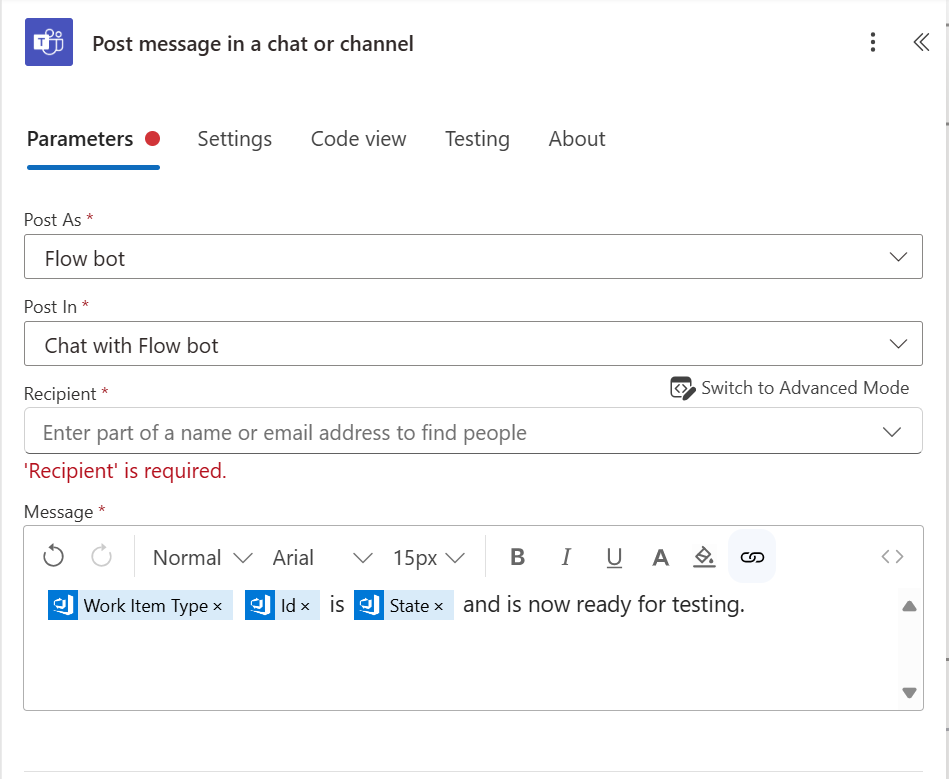 Post message in a chat or channel
Parameters Settings Code view Testing About
Post As *
Flow bot
Post In *
Chat with Flow bot
Recipient * Switch to Advanced Mode
Enter part of a name or email address to find people
'Recipient' is required.
Message *
Normal Arial 15px B I U A
Work Item Type × Id × is State × and is now ready for testing.